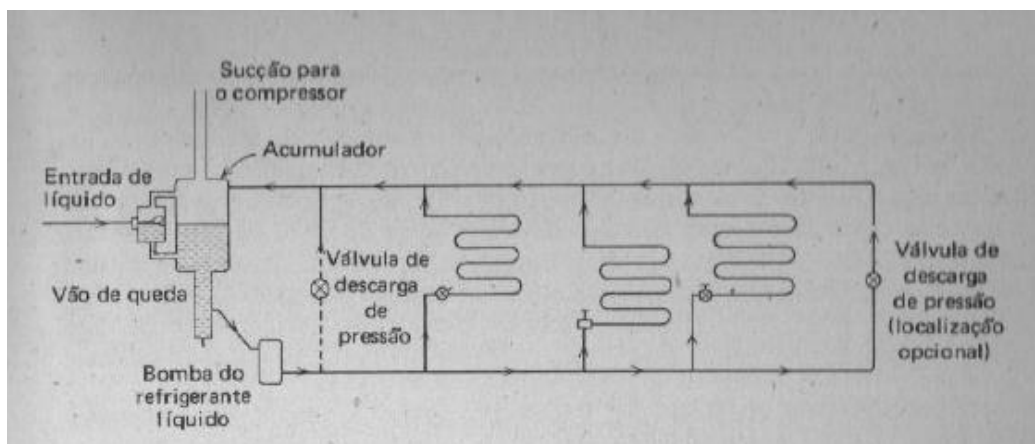 Sucção para
o compressor
Acumulador
Entrada de
líquido
Vão de queda
Válvula de
descarga
de
pressão
Bomba do
refrigerante
líquido
Válvula de
descarga
de pressão
(localização
opcional)